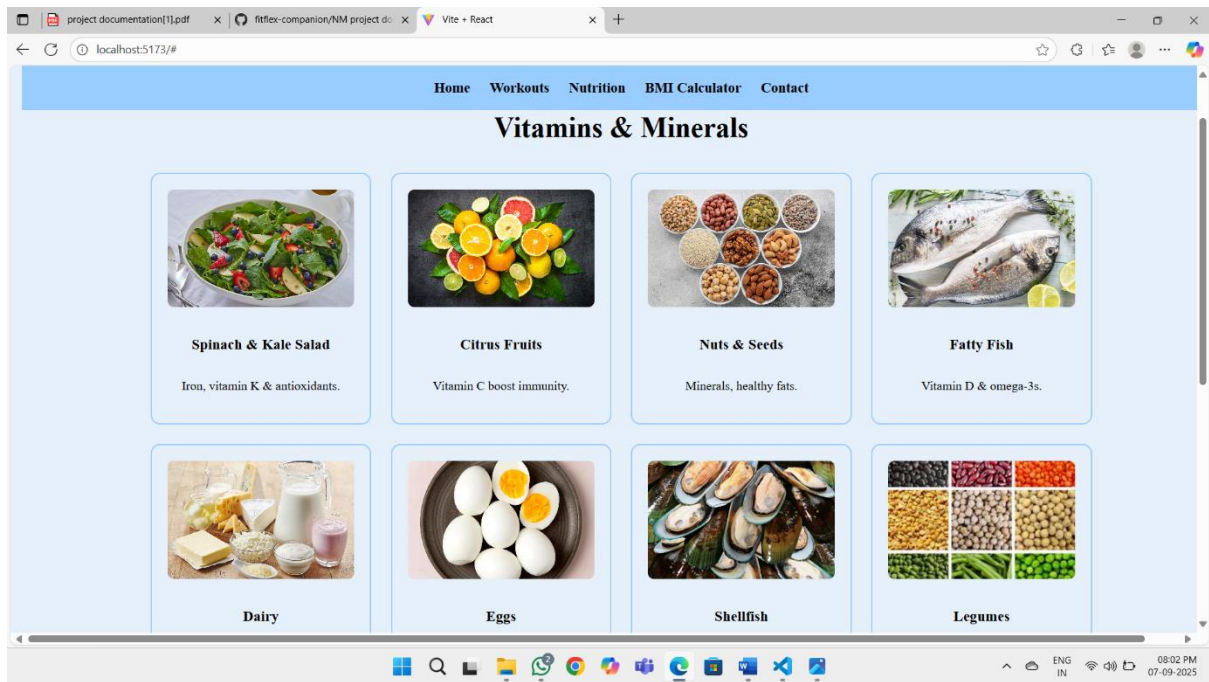 project documentation[1].pdf
fitflex-companion/NM project do
Vite + React
localhost:5173/#
Home Workouts Nutrition BMI Calculator Contact
Vitamins & Minerals
Spinach & Kale Salad
Citrus Fruits
Nuts & Seeds
Fatty Fish
Iron, vitamin K & antioxidants.
Vitamin C boost immunity.
Minerals, healthy fats.
Vitamin D & omega-3s.
Dairy
Eggs
Shellfish
Legumes
2
ENG
IN
08:02 PM
07-09-2025